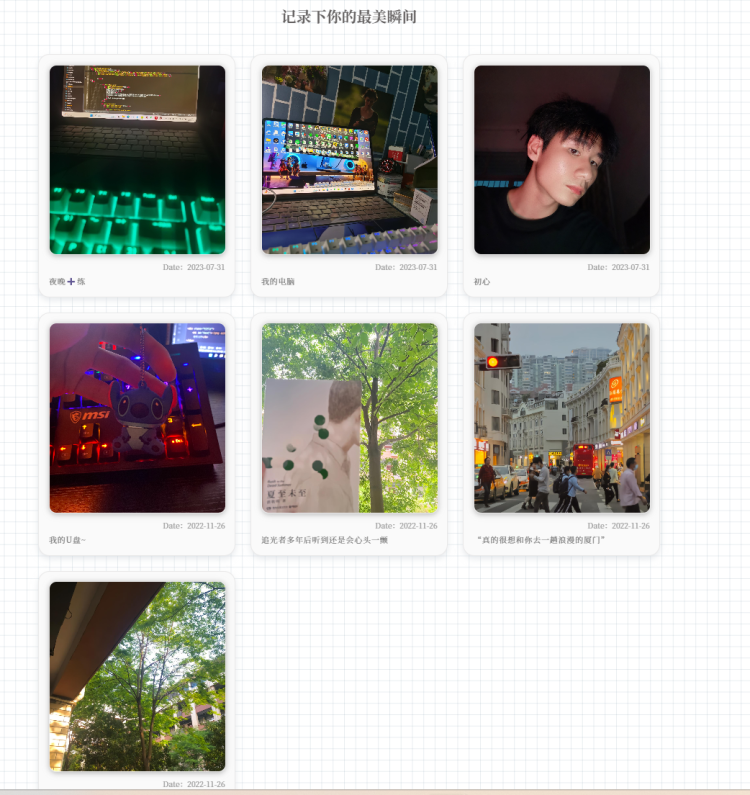 记录下你的最美瞬间
Date：2023-07-31
夜晚➕练
Date：2023-07-31
我的电脑
Date：2023-07-31
初心
msi
Date：2022-11-26
我的U盘~
夏至未至
Date：2022-11-26
追光者多年后听到还是会心头一颤
Date：2022-11-26
“真的很想和你去一趟浪漫的厦门”
Date：2022-11-26